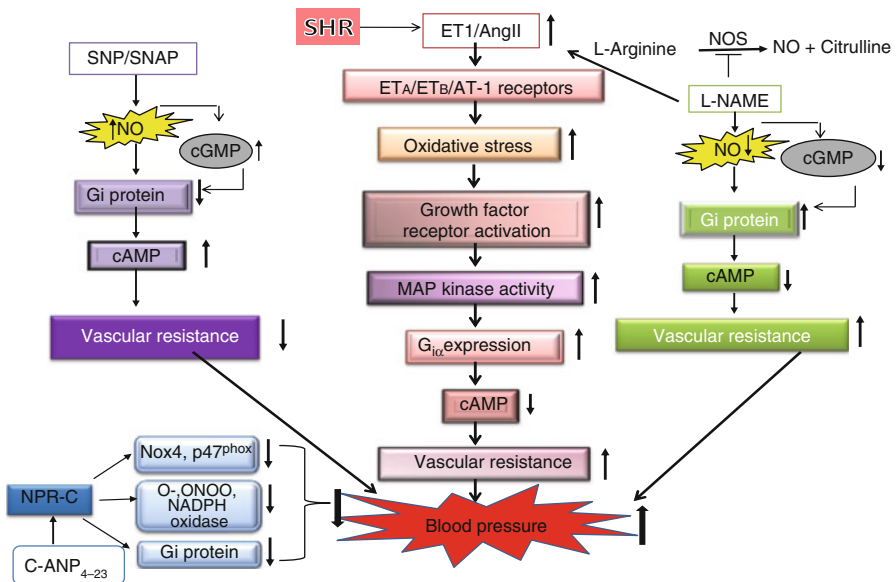 SNP/SNAP
↑NO
cGMP ↑
Gi protein ↓
cAMP ↑
Vascular resistance ↓
SHR
ET1/AngII ↑
ETA/ETB/AT-1 receptors
Oxidative stress ↑
Growth factor
receptor activation ↑
MAP kinase activity ↑
Giα expression ↑
cAMP ↓
Vascular resistance ↑
Blood pressure
L-Arginine
NOS
NO + Citrulline
L-NAME
NO↓
cGMP ↓
Gi protein ↑
cAMP ↓
Vascular resistance ↑
NPR-C
C-ANP4–23
Nox4, p47phox ↓
O-,ONOO,
NADPH
oxidase ↓
Gi protein ↓